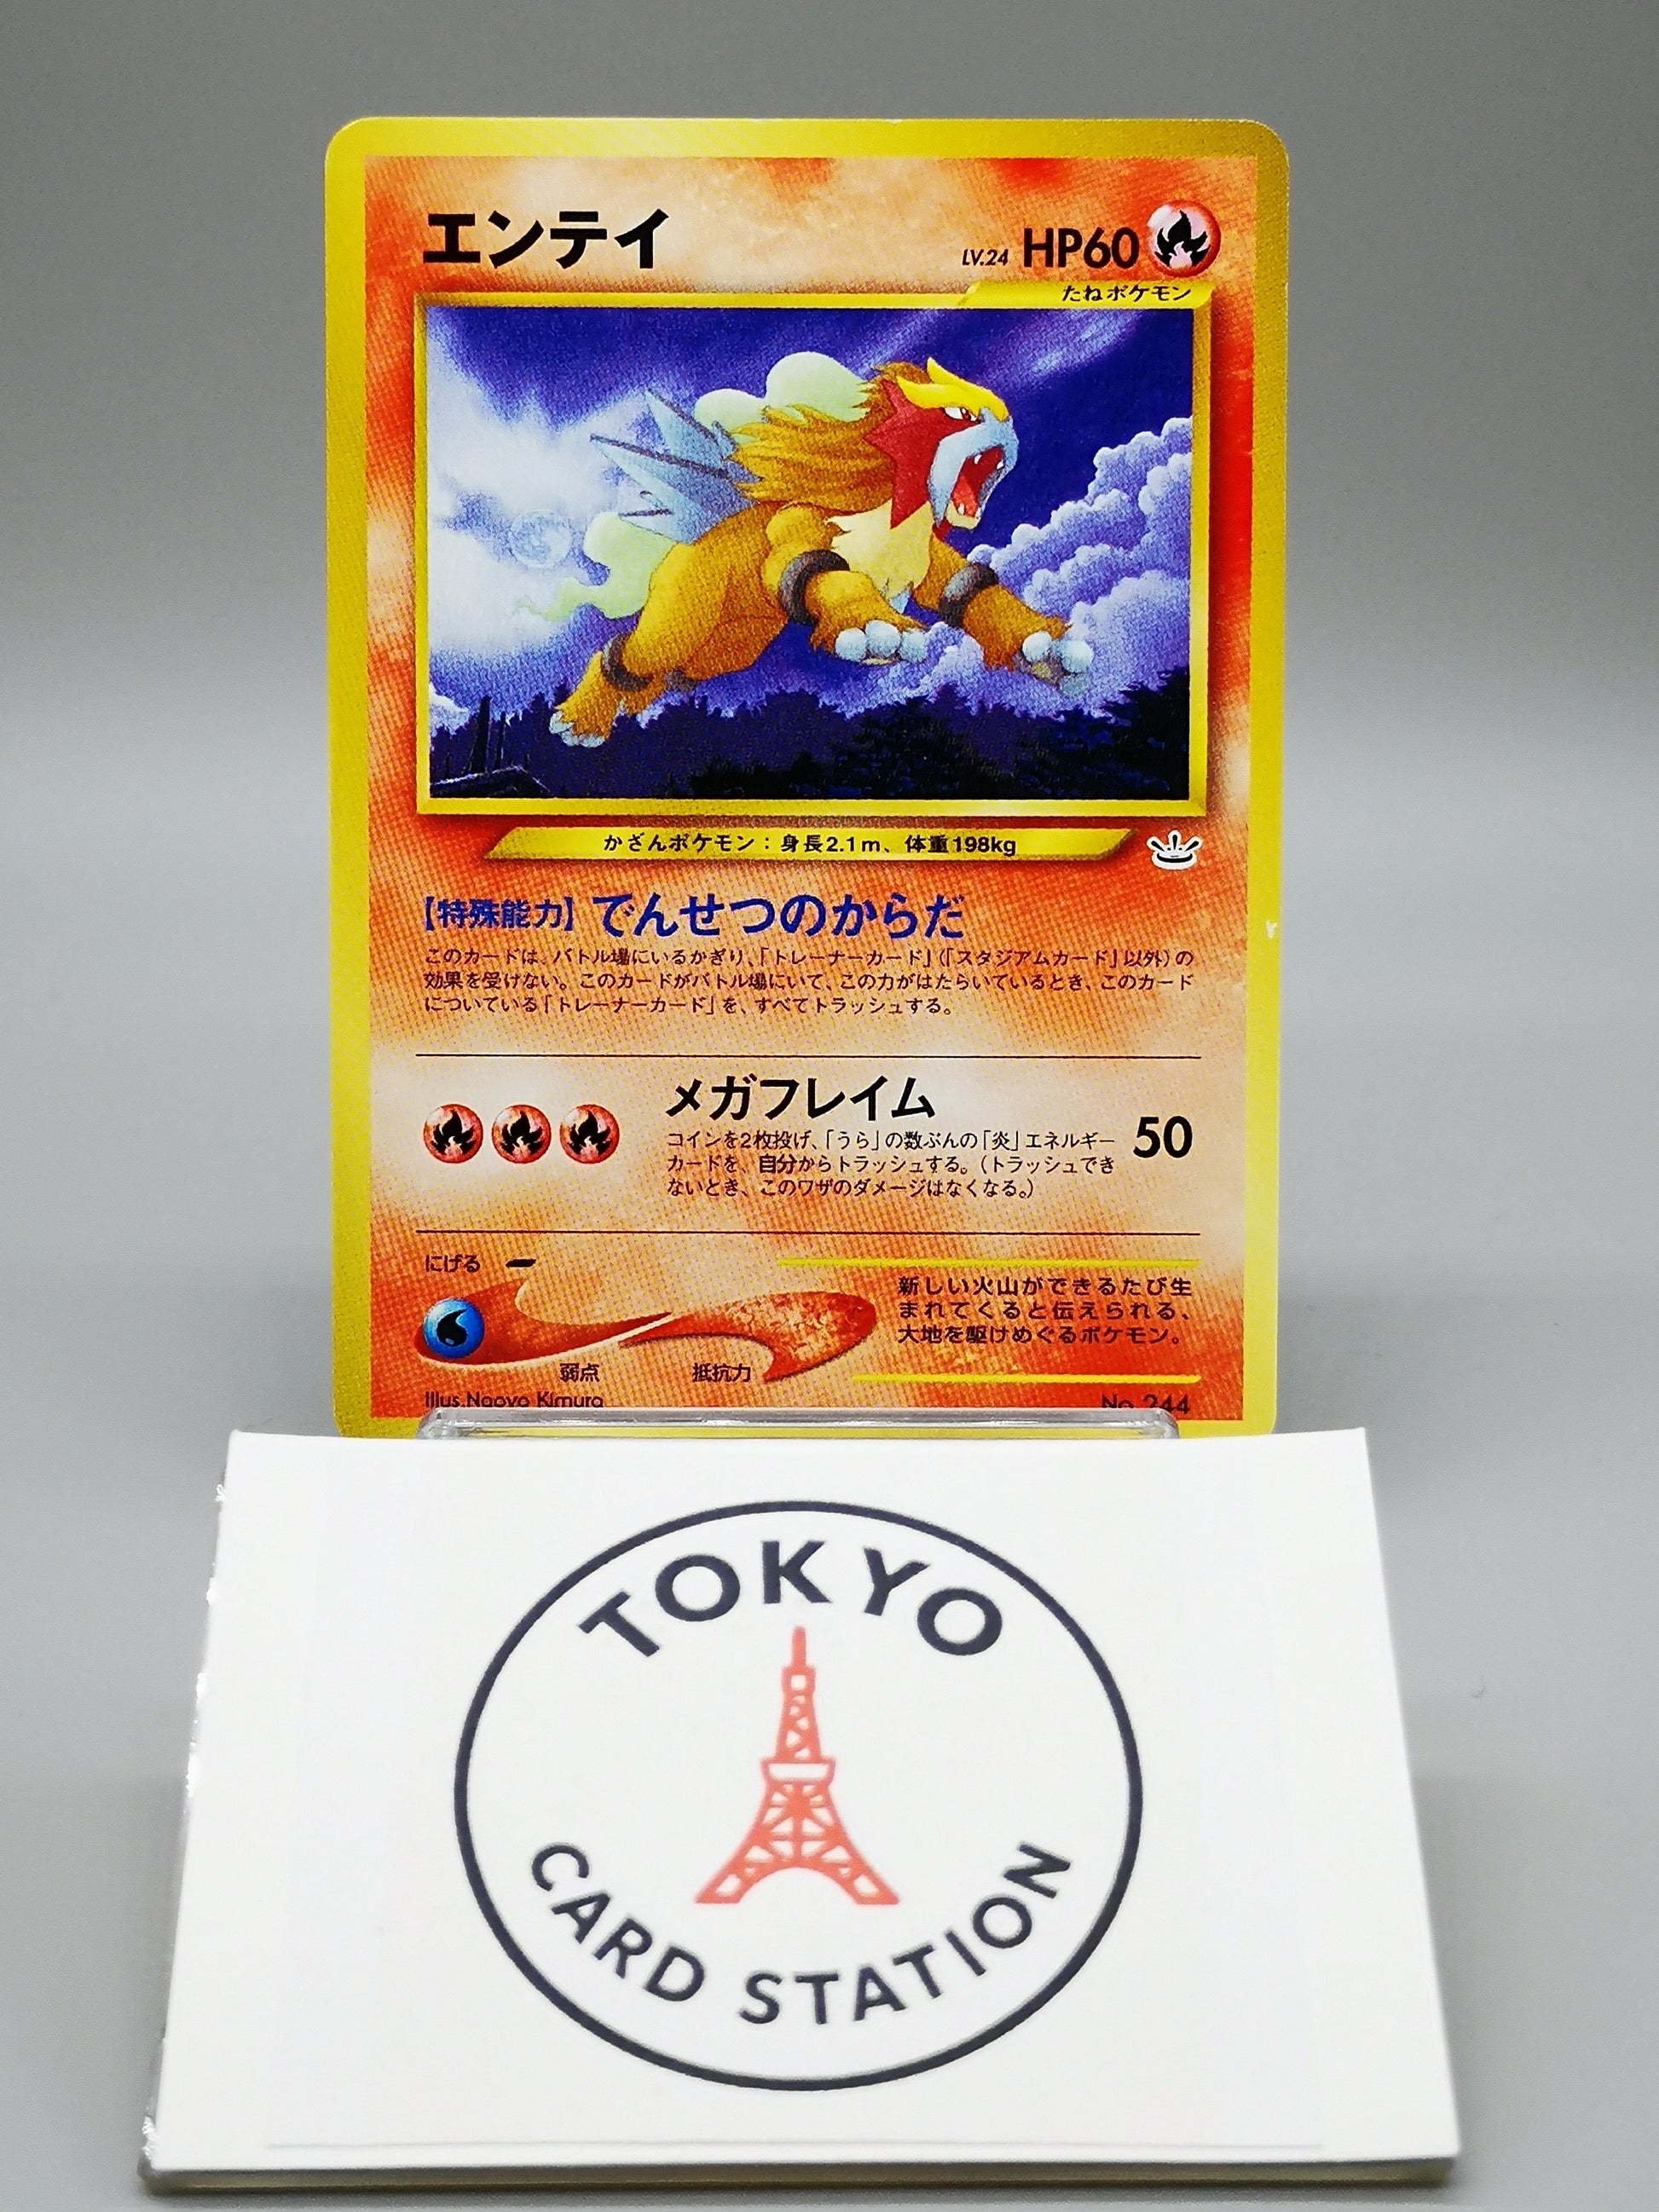 エンテイ
LV.24 HP60
たねポケモン
かざんポケモン：身長2.1m、体重198kg
【特殊能力】でんせつのからだ
このカードは、バトル場にいるかぎり、「トレーナーカード」（「スタジアムカード」以外）の
効果を受けない。このカードがバトル場にいて、この力がはたらいているとき、このカード
についている「トレーナーカード」を、すべてトラッシュする。
メガフレイム
コインを2枚投げ、「うら」の数ぶんの「炎」エネルギー
カードを、自分からトラッシュする。（トラッシュでき
ないとき、このワザのダメージはなくなる。）
50
にげる
新しい火山ができるたび生
まれてくると伝えられる、
大地を駆けめぐるポケモン。
弱点 抵抗力
Illus.Naoyo Kimura No.244
TOKYO
CARD STATION